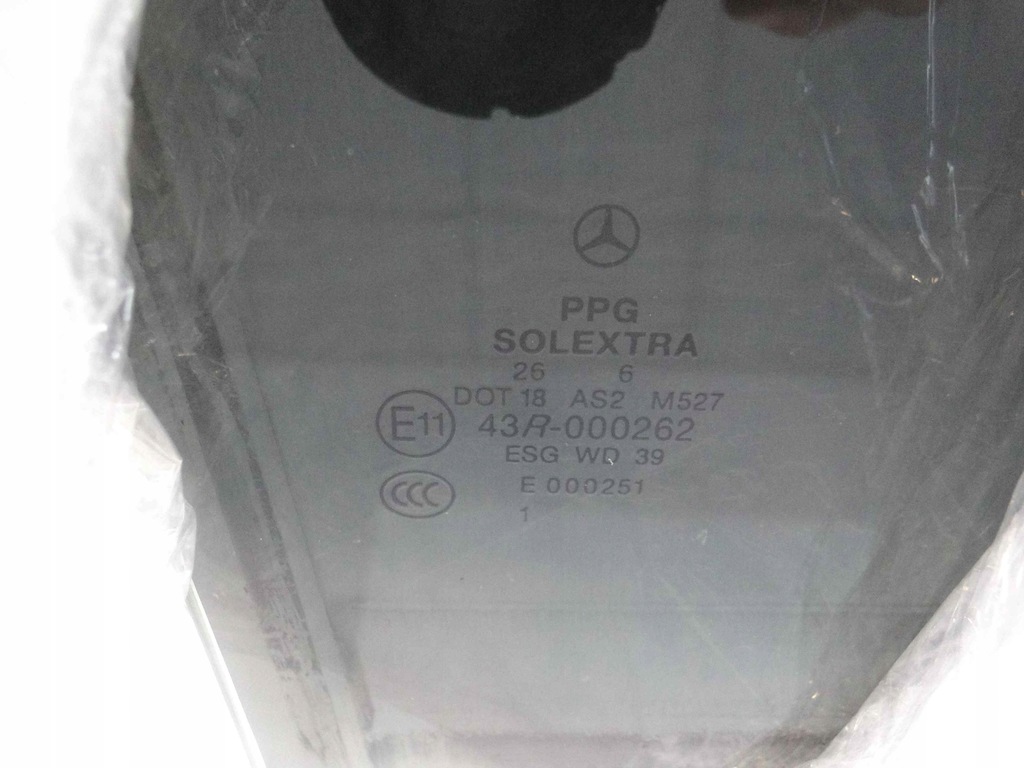 PPG
SOLEXTRA
26 6
DOT 18 AS2 M527
E11 43R-000262
ESG WD 39
CCC E 000251
1